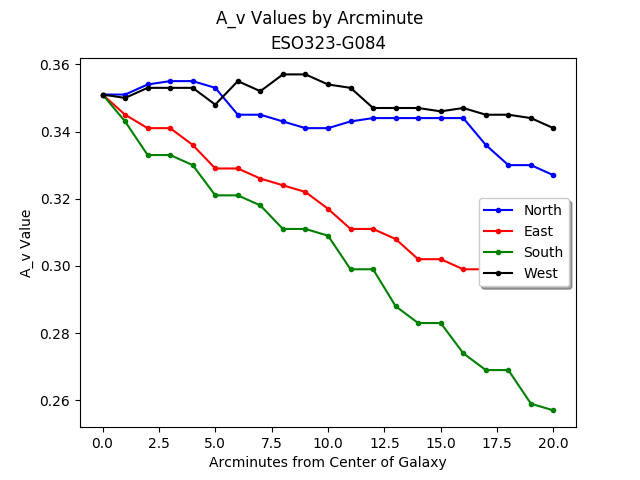 A_v Values by Arcminute
ESO323-G084
A_v Value
0.36
0.34
0.32
0.30
0.28
0.26
North
East
South
West
0.0 2.5 5.0 7.5 10.0 12.5 15.0 17.5 20.0
Arcminutes from Center of Galaxy